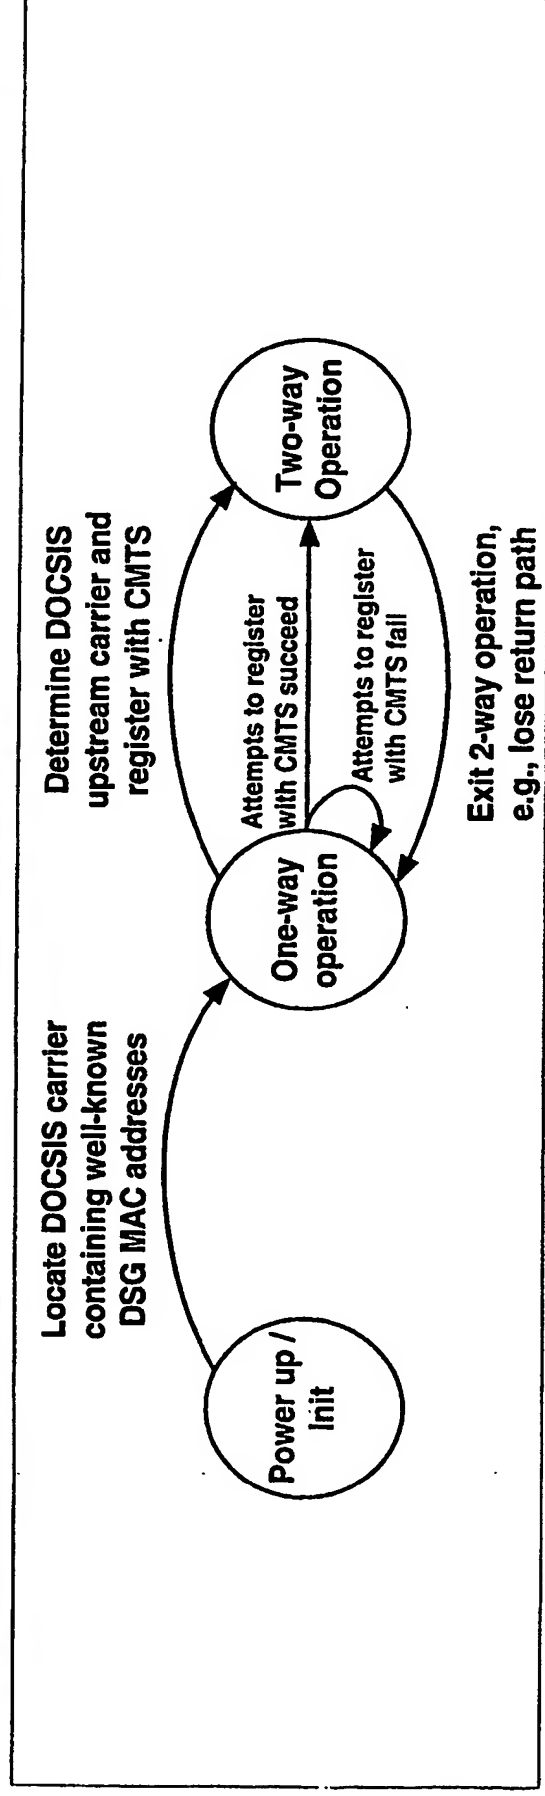 Locate DOCSIS carrier
containing well-known
DSG MAC addresses
Determine DOCSIS
upstream carrier and
register with CMTS
Power up /
Init
One-way
operation
Attempts to register
with CMTS succeed
Attempts to register
with CMTS fail
Two-way
Operation
Exit 2-way operation,
e.g., lose return path